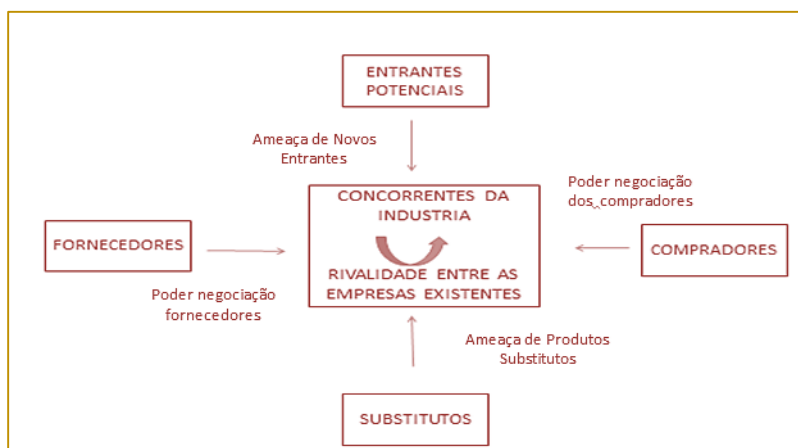 ENTRANTES
POTENCIAIS
Ameaça de Novos
Entrantes
CONCORRENTES DA
INDUSTRIA
Poder negociação
dos compradores
FORNECEDORES
COMPRADORES
RIVALIDADE ENTRE AS
EMPRESAS EXISTENTES
Poder negociação
fornecedores
Ameaça de Produtos
Substitutos
SUBSTITUTOS